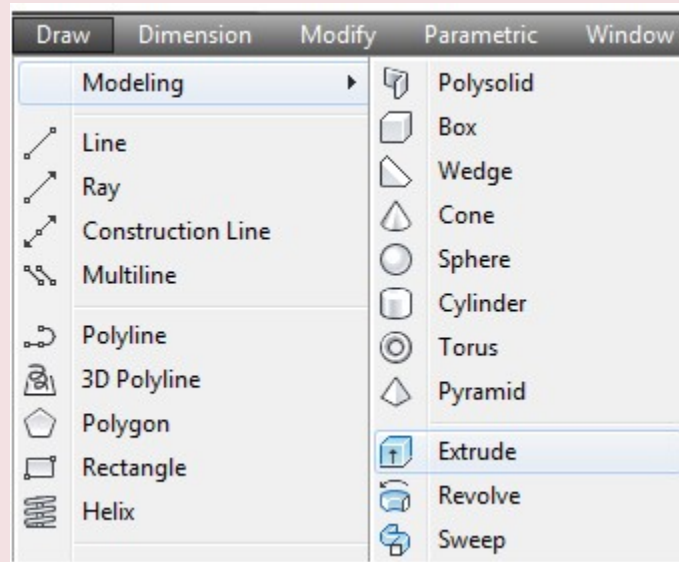 Draw Dimension Modify Parametric Window
Modeling
Line
Ray
Construction Line
Multiline
Polyline
3D Polyline
Polygon
Rectangle
Helix
Polysolid
Box
Wedge
Cone
Sphere
Cylinder
Torus
Pyramid
Extrude
Revolve
Sweep